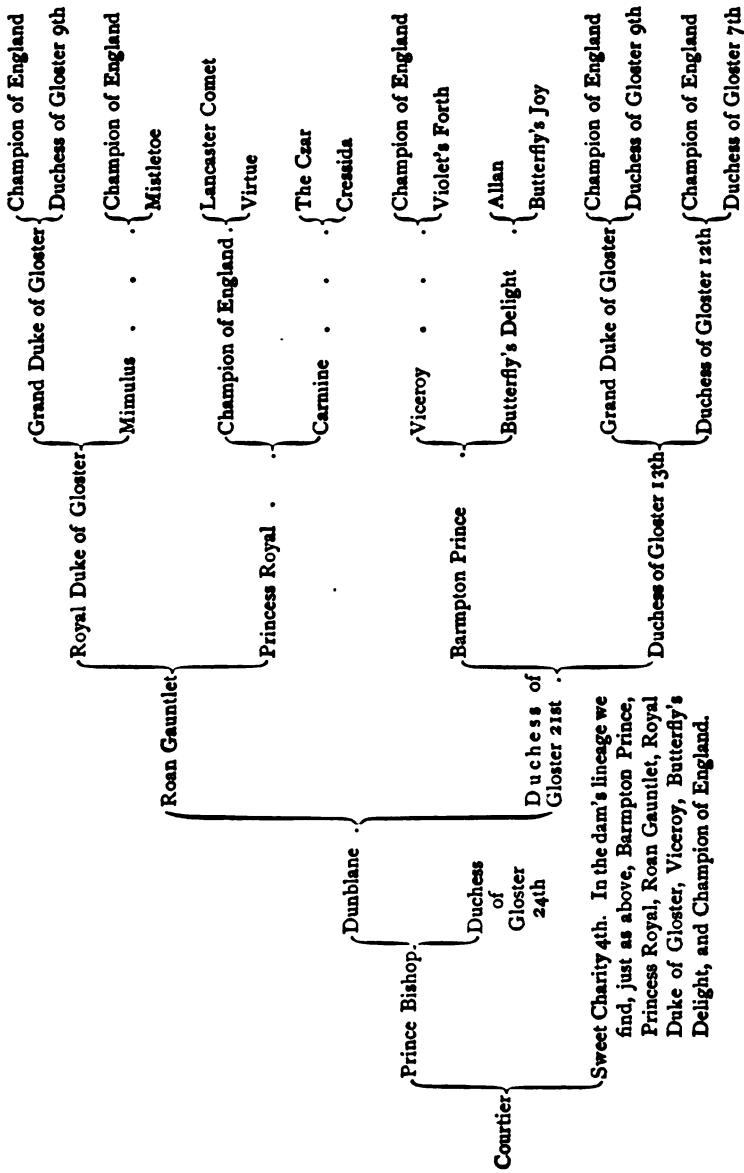 Champion of England
Grand Duke of Gloster
Duchess of Gloster 9th
Royal Duke of Gloster
Champion of England
Mimulus . . .
Mistletoe
Roan Gauntlet
Lancaster Comet
Champion of England .
Virtue
Princess Royal . .
The Czar
Carmine . . .
Cressida
Dunblane .
Champion of England
Viceroy . . .
Violet's Forth
Barmpton Prince .
Allan
Butterfly's Delight .
Butterfly's Joy
Duchess of
Gloster 21st .
Champion of England
Grand Duke of Gloster
Duchess of Gloster 9th
Duchess of Gloster 13th
Champion of England
Duchess of Gloster 12th
Duchess of Gloster 7th
Prince Bishop.
Duchess
of
Gloster
24th
Courtier
Sweet Charity 4th. In the dam's lineage we
find, just as above, Barmpton Prince,
Princess Royal, Roan Gauntlet, Royal
Duke of Gloster, Viceroy, Butterfly's
Delight, and Champion of England.